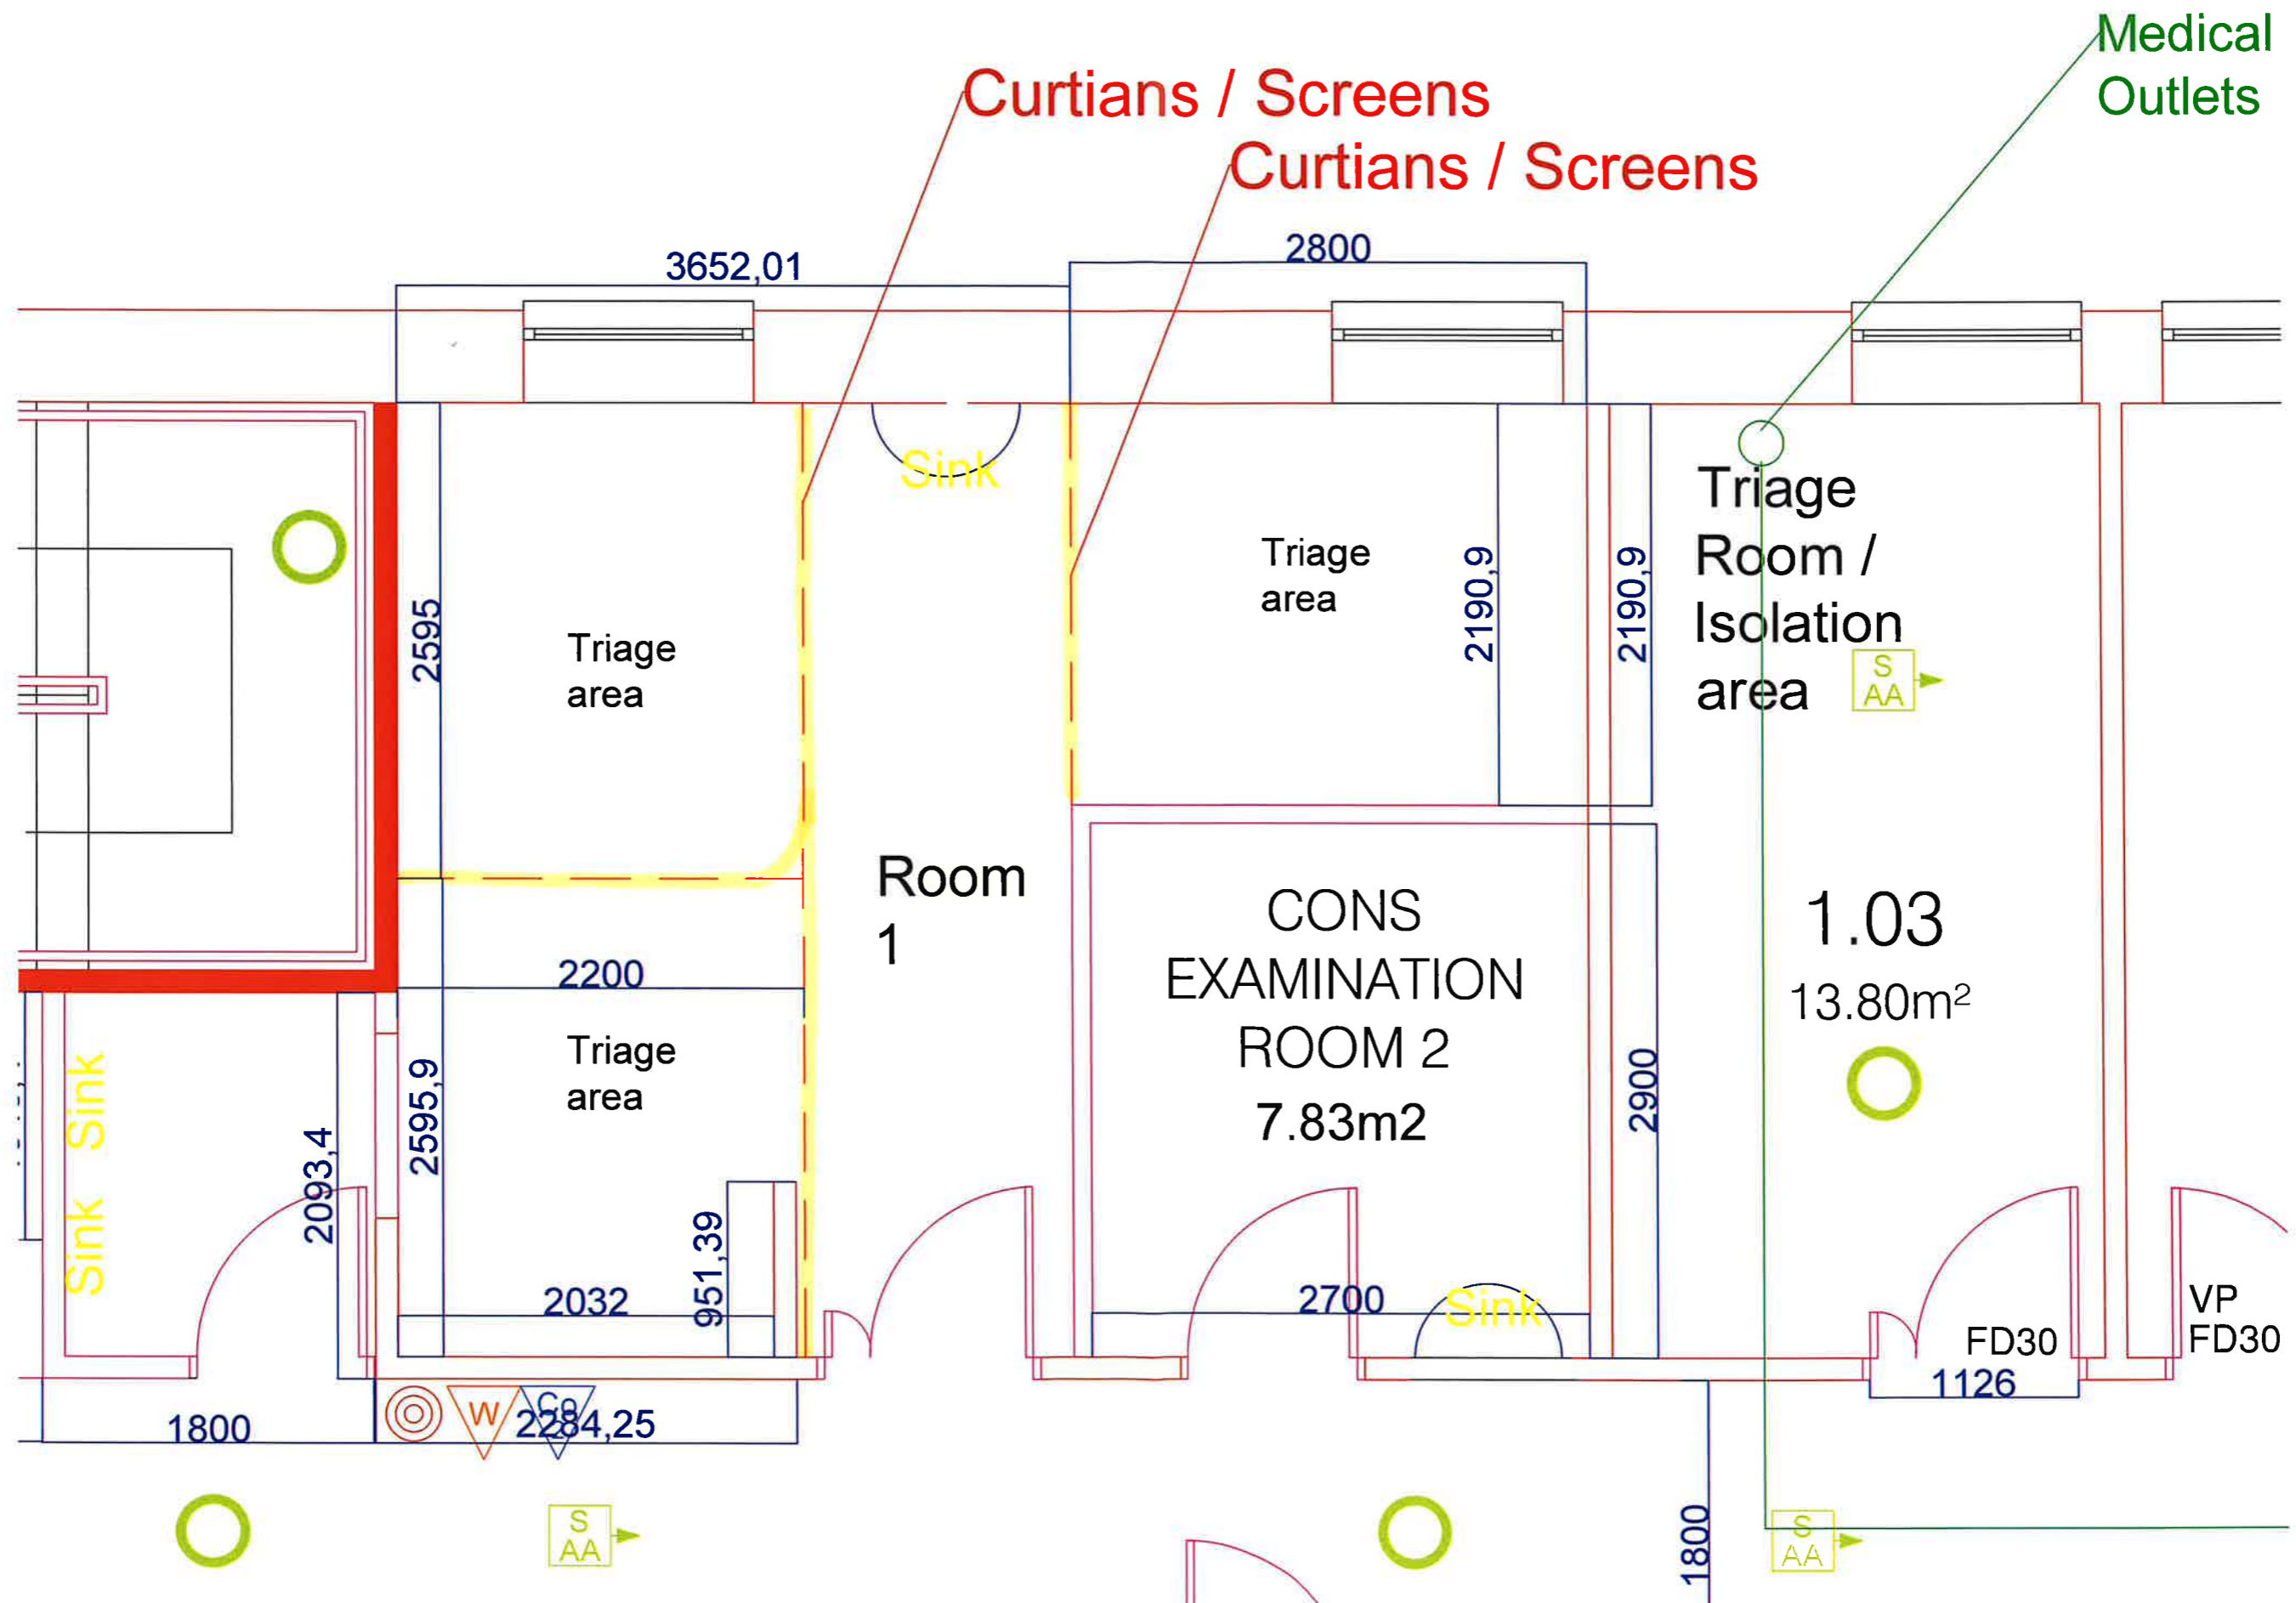 Medical
Outlets
Curtians / Screens
Curtians / Screens
3652,01
2800
Sink
Triage
area
2595
Triage
area
2190,9
2190,9
Triage
Room /
Isolation
area
S
AA
Room
1
CONS
EXAMINATION
ROOM 2
7.83m2
1.03
13.80m²
2200
Triage
area
2595,9
2093,4
Sink
Sink
951,39
2032
2900
2700
Sink
FD30
VP
FD30
1126
1800
W
Co
2
2284,25
S
AA
1800
S
AA